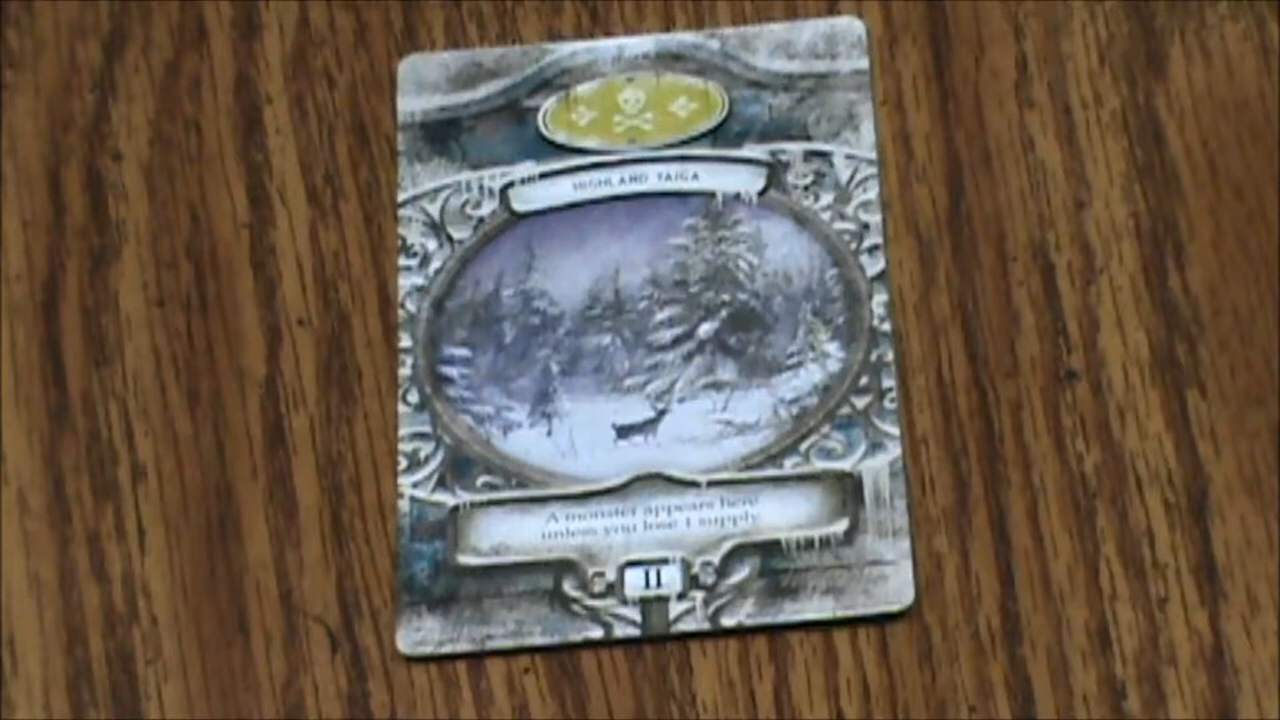 HIGHLAND TAIGA
A monster appears here
unless you lose 1 supply.
II